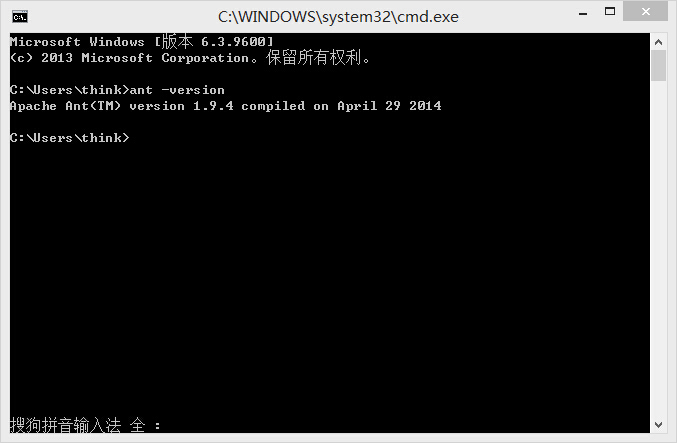 C:\WINDOWS\system32\cmd.exe
Microsoft Windows [版本 6.3.9600]
(c) 2013 Microsoft Corporation。保留所有权利。
C:\Users\think>ant -version
Apache Ant(TM) version 1.9.4 compiled on April 29 2014
C:\Users\think>
搜狗拼音输入法 全 :